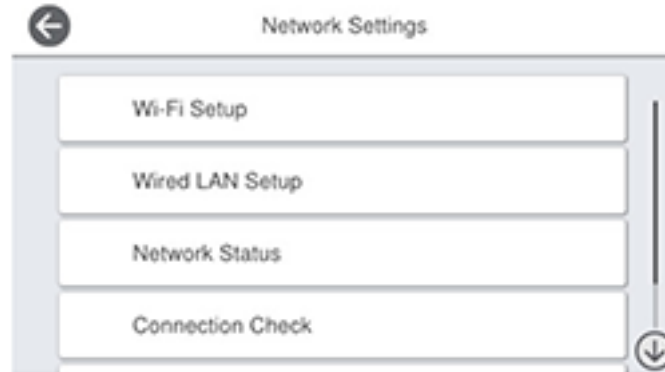 Network Settings
Wi-Fi Setup
Wired LAN Setup
Network Status
Connection Check